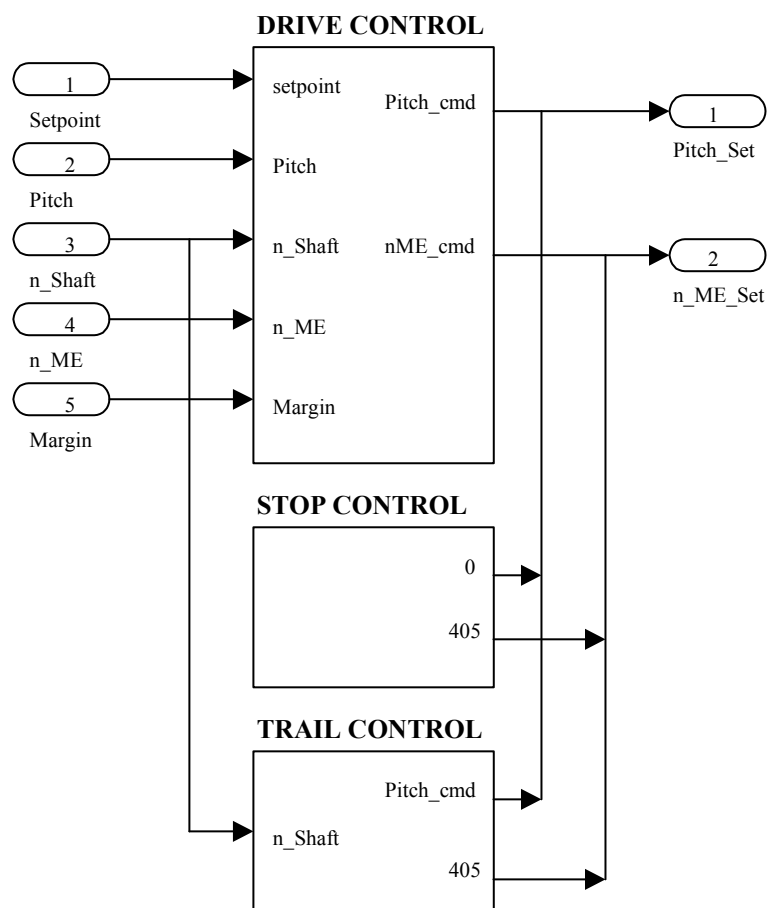 DRIVE CONTROL
1
Setpoint
2
Pitch
3
n_Shaft
4
n_ME
5
Margin
setpoint
Pitch
n_Shaft
n_ME
Margin
Pitch_cmd
nME_cmd
1
Pitch_Set
2
n_ME_Set
STOP CONTROL
0
405
TRAIL CONTROL
Pitch_cmd
n_Shaft
405